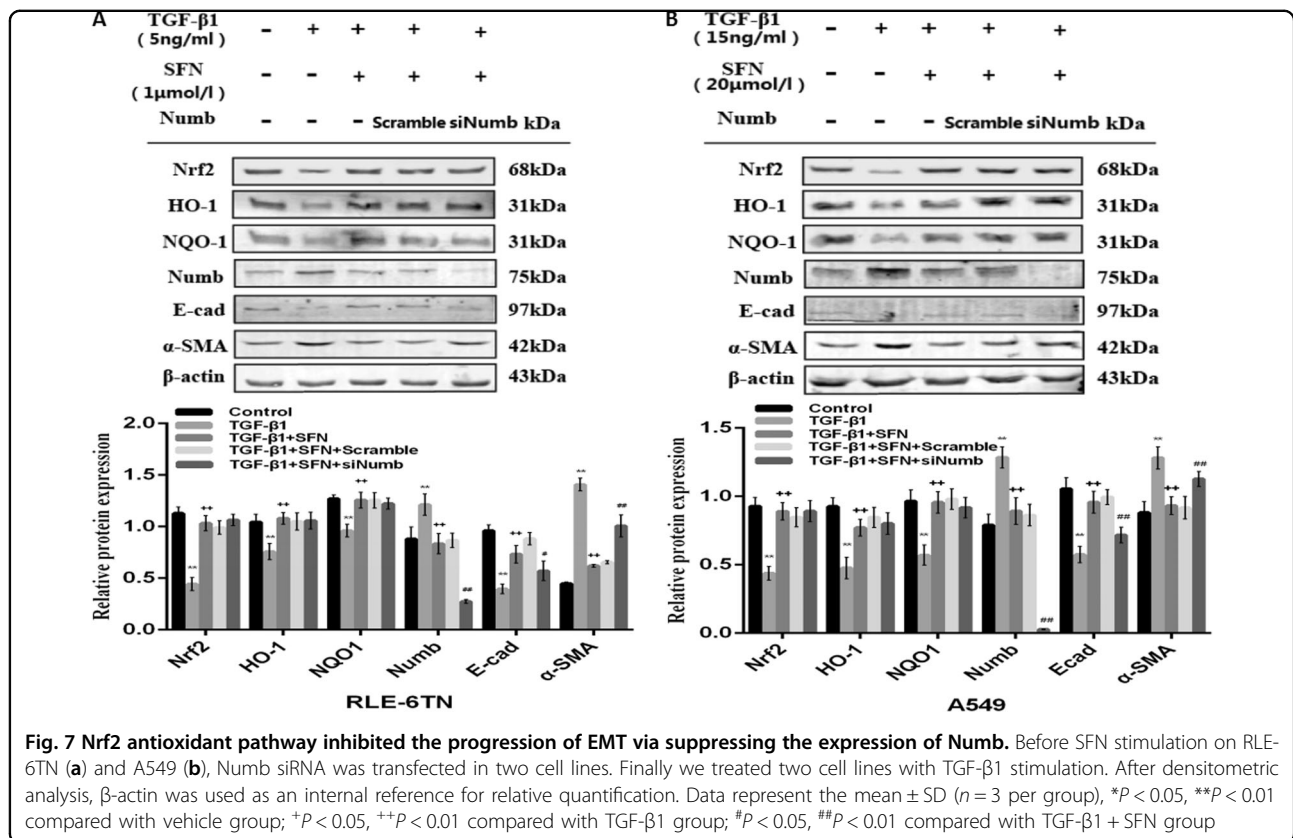 A
TGF-β1
( 5ng/ml ) - + + + +
SFN
( 1μmol/l ) - - + + +
Numb - - - Scramble siNumb kDa
Nrf2 68kDa
HO-1 31kDa
NQO-1 31kDa
Numb 75kDa
E-cad 97kDa
α-SMA 42kDa
β-actin 43kDa
Control
TGF-β1
TGF-β1+SFN
TGF-β1+SFN+Scramble
TGF-β1+SFN+siNumb
Relative protein expression
2.0
1.5
1.0
0.5
0.0
** ++ ** ++ ** ++ ** ++ ## ** ++ # ** ++ ##
Nrf2 HO-1 NQO1 Numb E-cad α-SMA
RLE-6TN
B
TGF-β1
( 15ng/ml ) - + + + +
SFN
( 20μmol/l ) - - + + +
Numb - - - Scramble siNumb kDa
Nrf2 68kDa
HO-1 31kDa
NQO-1 31kDa
Numb 75kDa
E-cad 97kDa
α-SMA 42kDa
β-actin 43kDa
Control
TGF-β1
TGF-β1+SFN
TGF-β1+SFN+Scramble
TGF-β1+SFN+siNumb
Relative protein expression
1.5
1.0
0.5
0.0
** ++ ** ++ ** ++ ** ++ ## ** ++ ## ** ++ ##
Nrf2 HO-1 NQO1 Numb Ecad α-SMA
A549
Fig. 7 Nrf2 antioxidant pathway inhibited the progression of EMT via suppressing the expression of Numb. Before SFN stimulation on RLE-
6TN (a) and A549 (b), Numb siRNA was transfected in two cell lines. Finally we treated two cell lines with TGF-β1 stimulation. After densitometric
analysis, β-actin was used as an internal reference for relative quantification. Data represent the mean ± SD (n = 3 per group), *P < 0.05, **P < 0.01
compared with vehicle group; +P < 0.05, ++P < 0.01 compared with TGF-β1 group; #P < 0.05, ##P < 0.01 compared with TGF-β1 + SFN group